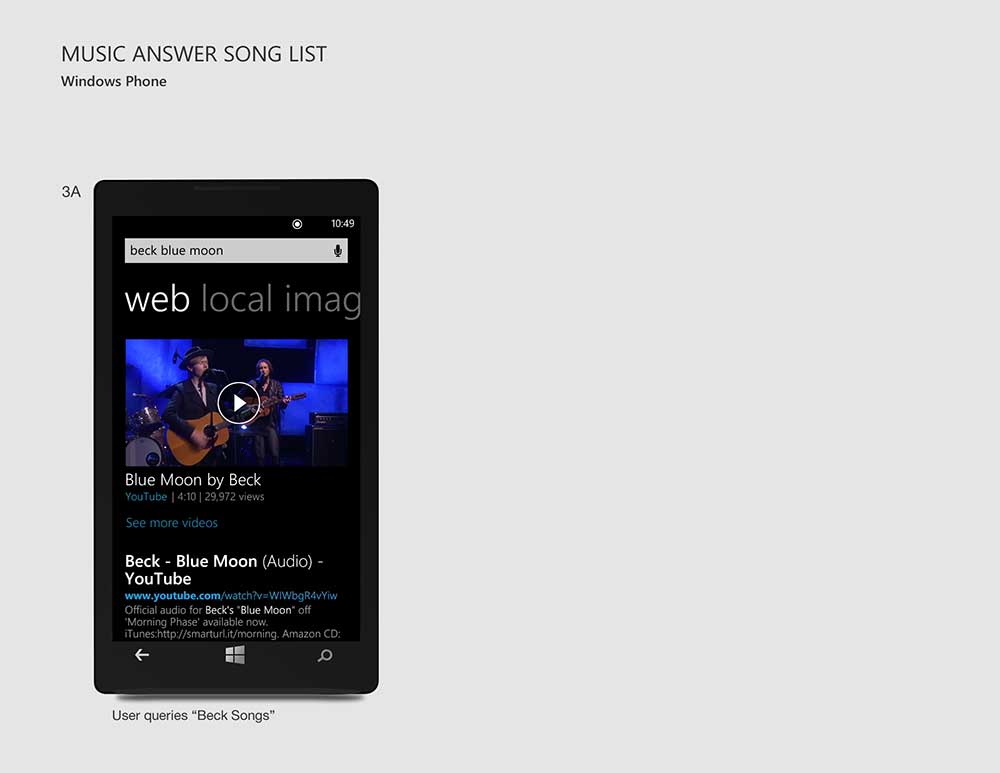 MUSIC ANSWER SONG LIST
Windows Phone
3A
10:49
beck blue moon
web local imag
Blue Moon by Beck
YouTube | 4:10 | 29,972 views
See more videos
Beck - Blue Moon (Audio) -
YouTube
www.youtube.com/watch?v=WIWbgR4vYiw
Official audio for Beck's "Blue Moon" off
'Morning Phase' available now.
iTunes:http://smarturl.it/morning. Amazon CD:
User queries “Beck Songs”